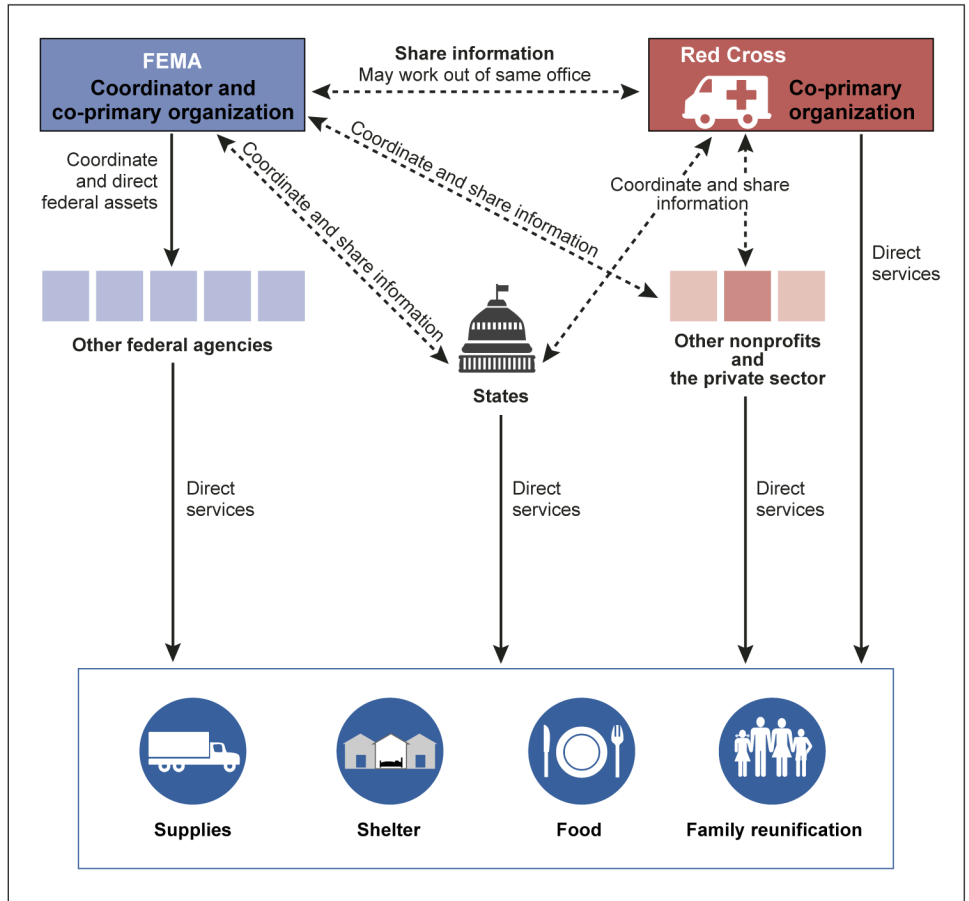 FEMA
Coordinator and
co-primary organization
Share information
May work out of same office
Red Cross
Co-primary
organization
Coordinate
and direct
federal assets
Coordinate and share information
Coordinate and share information
Coordinate and share
information
Direct
services
Other federal agencies
States
Other nonprofits
and
the private sector
Direct
services
Direct
services
Direct
services
Supplies
Shelter
Food
Family reunification